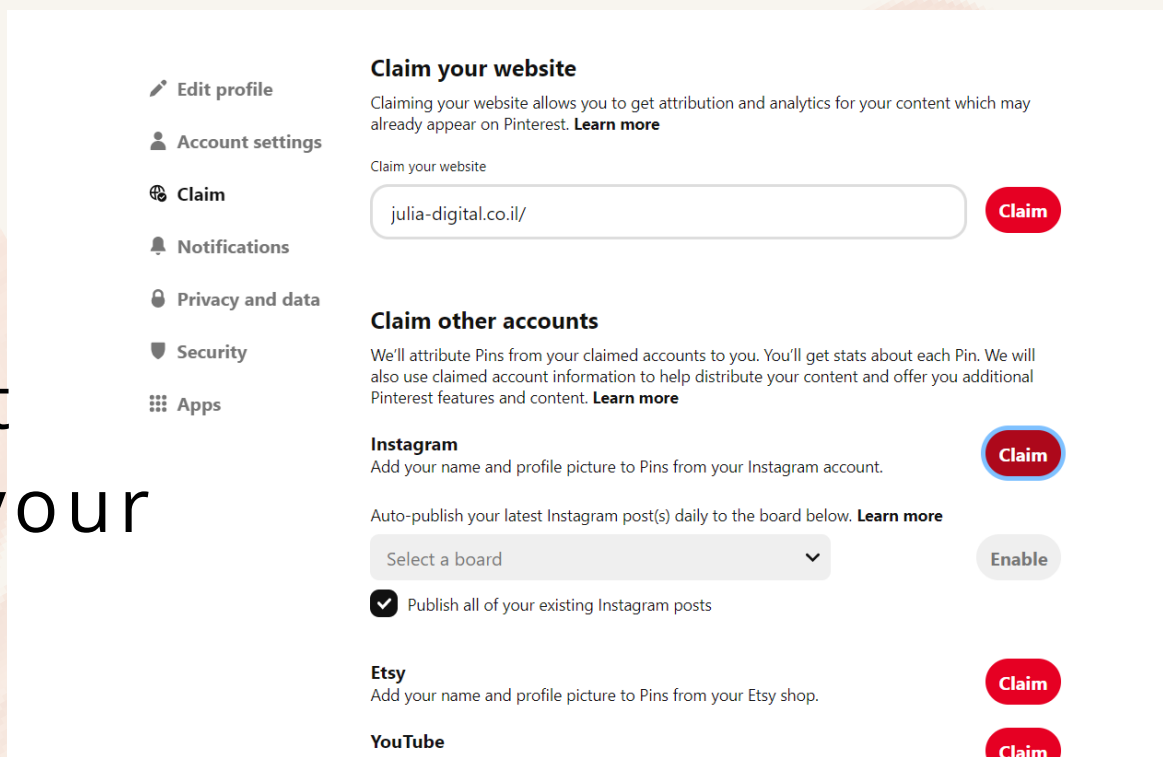 Edit profile
Account settings
Claim
Notifications
Privacy and data
Security
Apps
t
your
Claim your website
Claiming your website allows you to get attribution and analytics for your content which may
already appear on Pinterest. Learn more
Claim your website
julia-digital.co.il/ Claim
Claim other accounts
We'll attribute Pins from your claimed accounts to you. You'll get stats about each Pin. We will
also use claimed account information to help distribute your content and offer you additional
Pinterest features and content. Learn more
Instagram
Add your name and profile picture to Pins from your Instagram account.
Claim
Auto-publish your latest Instagram post(s) daily to the board below. Learn more
Select a board Enable
Publish all of your existing Instagram posts
Etsy
Add your name and profile picture to Pins from your Etsy shop.
Claim
YouTube
Claim